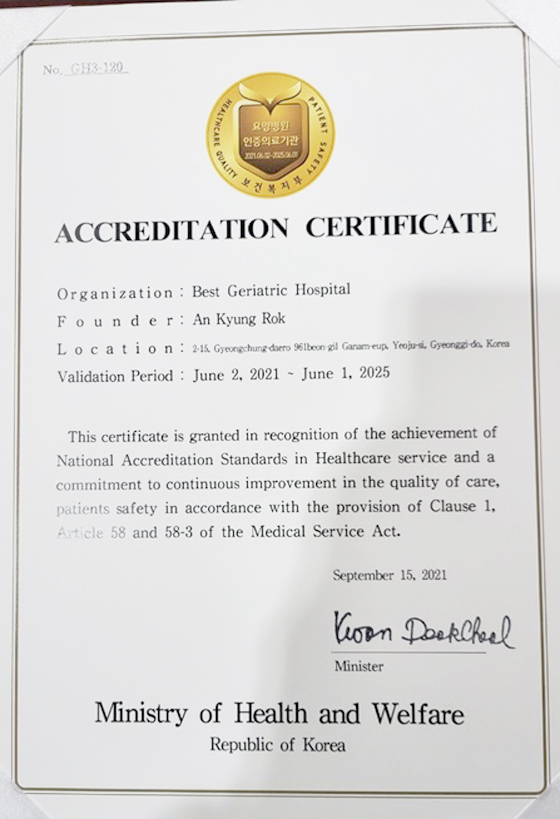 No. GH3-120
HEALTHCARE QUALITY
PATIENT SAFETY
요양병원
인증의료기관
2021.06.02~2025.06.01
보건복지부
ACCREDITATION CERTIFICATE
Organization : Best Geriatric Hospital
Founder : An Kyung Rok
Location : 2-15, Gyeongchung-daero 961beon-gil Ganam-eup, Yeoju-si, Gyeonggi-do, Korea
Validation Period : June 2, 2021 ~ June 1, 2025
This certificate is granted in recognition of the achievement of
National Accreditation Standards in Healthcare service and a
commitment to continuous improvement in the quality of care,
patients safety in accordance with the provision of Clause 1,
Article 58 and 58-3 of the Medical Service Act.
September 15, 2021
Kwon DeokCheol
Minister
Ministry of Health and Welfare
Republic of Korea